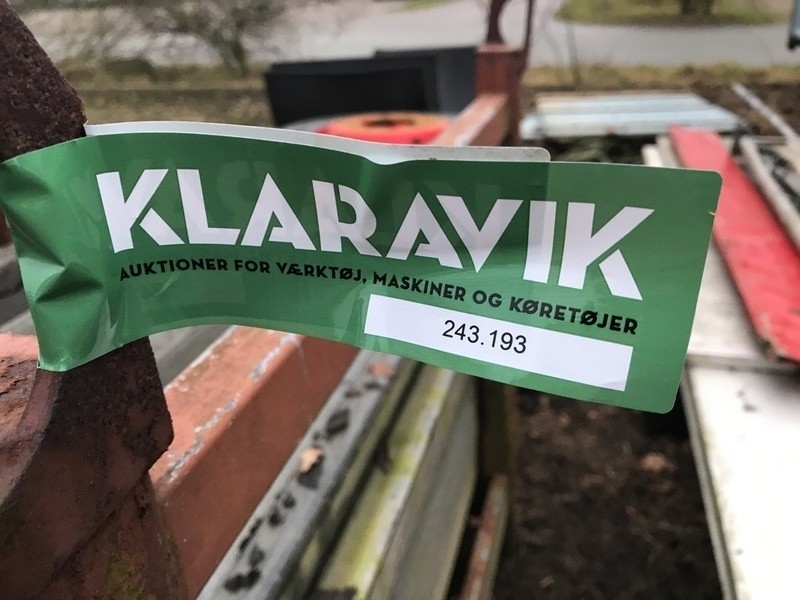 KLARAVIK
AUKTIONER FOR VÆRKTØJ, MASKINER OG KØRETØJER
243.193